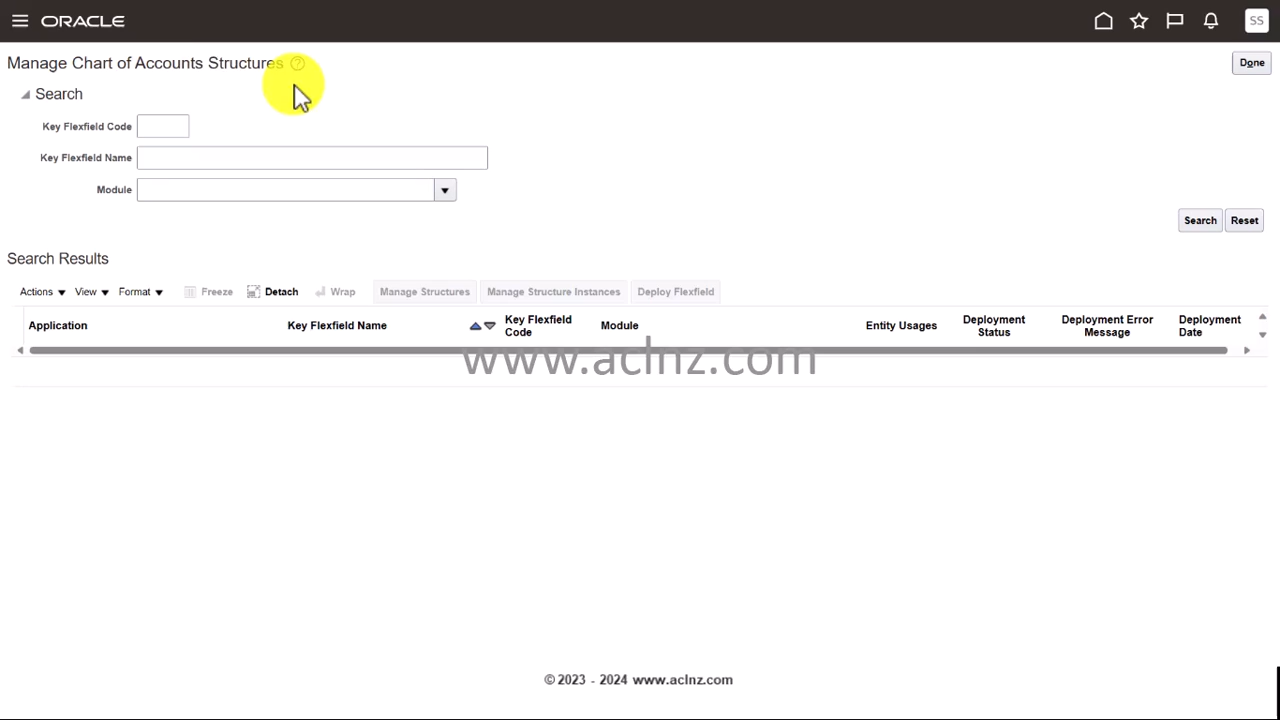 ORACLE
SS
Manage Chart of Accounts Structures ?
Done
Search
Key Flexfield Code
Key Flexfield Name
Module
Search Reset
Search Results
Actions View Format Freeze Detach Wrap Manage Structures Manage Structure Instances Deploy Flexfield
Application Key Flexfield Name Key Flexfield Code Module Entity Usages Deployment Status Deployment Error Message Deployment Date
www.aclnz.com
© 2023 - 2024 www.aclnz.com